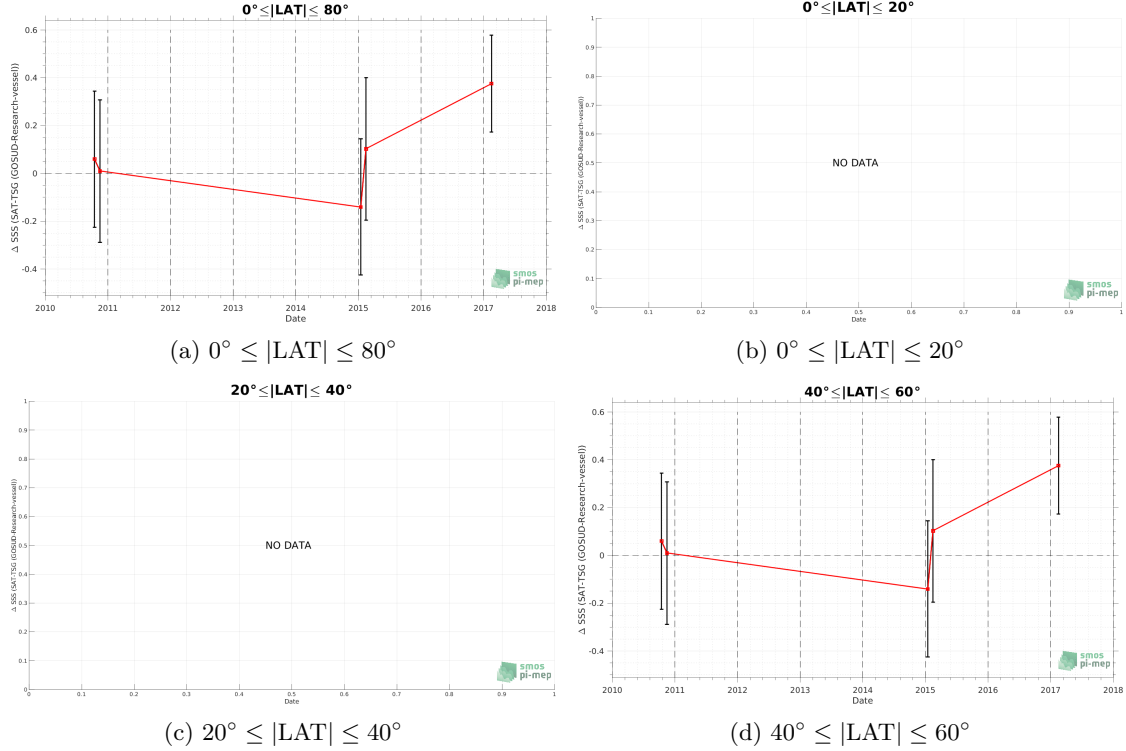 0°≤|LAT|≤ 80°
Δ SSS (SAT-TSG (GOSUD-Research-vessel))
0.6
0.4
0.2
0
-0.2
-0.4
2010 2011 2012 2013 2014 2015 2016 2017 2018
Date
smos
pi-mep
(a) 0° ≤ |LAT| ≤ 80°
0°≤|LAT|≤ 20°
Δ SSS (SAT-TSG (GOSUD-Research-vessel))
1
0.9
0.8
0.7
0.6
0.5
0.4
0.3
0.2
0.1
0
NO DATA
0 0.1 0.2 0.3 0.4 0.5 0.6 0.7 0.8 0.9 1
Date
smos
pi-mep
(b) 0° ≤ |LAT| ≤ 20°
20°≤|LAT|≤ 40°
Δ SSS (SAT-TSG (GOSUD-Research-vessel))
1
0.9
0.8
0.7
0.6
0.5
0.4
0.3
0.2
0.1
0
NO DATA
0 0.1 0.2 0.3 0.4 0.5 0.6 0.7 0.8 0.9 1
Date
smos
pi-mep
(c) 20° ≤ |LAT| ≤ 40°
40°≤|LAT|≤ 60°
Δ SSS (SAT-TSG (GOSUD-Research-vessel))
0.6
0.4
0.2
0
-0.2
-0.4
2010 2011 2012 2013 2014 2015 2016 2017 2018
Date
smos
pi-mep
(d) 40° ≤ |LAT| ≤ 60°